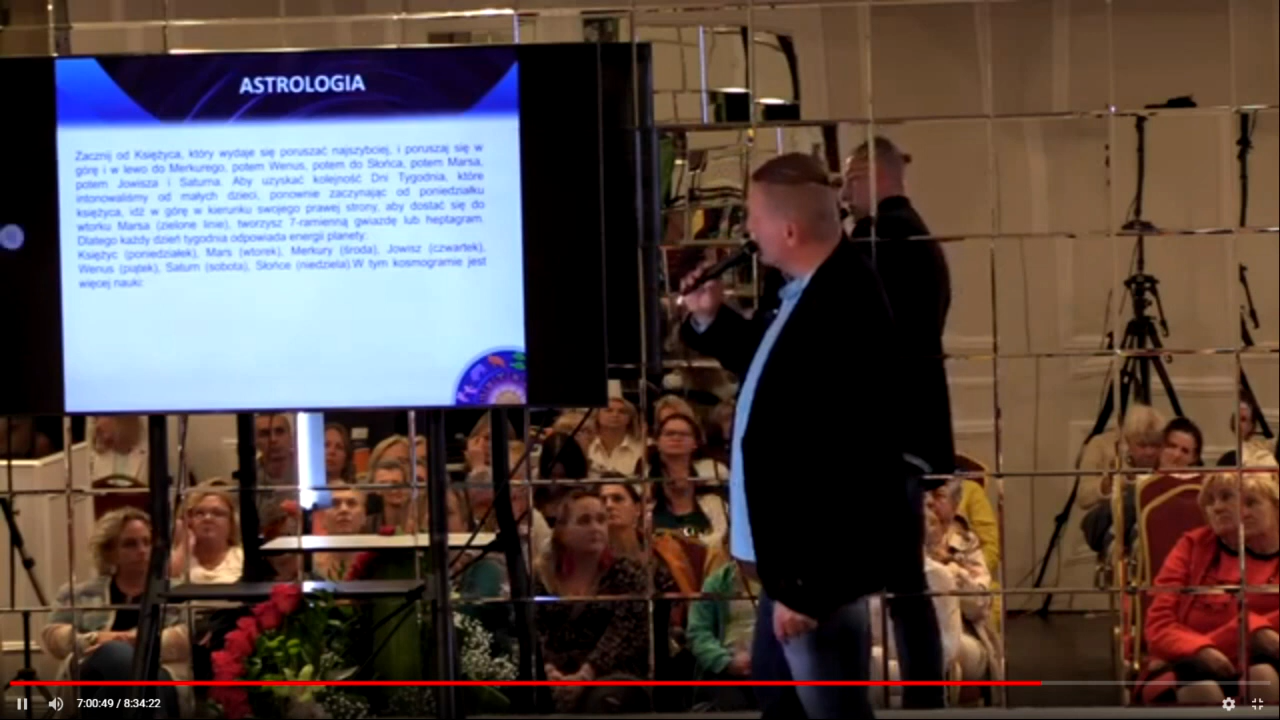 ASTROLOGIA
Zacznij od Księżyca, który wydaje się poruszać najszybciej, i poruszaj się w
górę i w lewo do Merkurego, potem Wenus, potem do Słońca, potem Marsa,
potem Jowisza i Saturna. Aby uzyskać kolejność Dni Tygodnia, które
intonowaliśmy od małych dzieci, ponownie zaczynając od poniedziałku
księżyca, idź w górę w kierunku swojego prawej strony, aby dostać się do
wtorku Marsa (zielone linie), tworzysz 7-ramienną gwiazdę lub heptagram.
Dlatego każdy dzień tygodnia odpowiada energii planety:
Księżyc (poniedziałek), Mars (wtorek), Merkury (środa), Jowisz (czwartek),
Wenus (piątek), Saturn (sobota), Słońce (niedziela).W tym kosmogramie jest
więcej nauki:
7:00:49 / 8:34:22